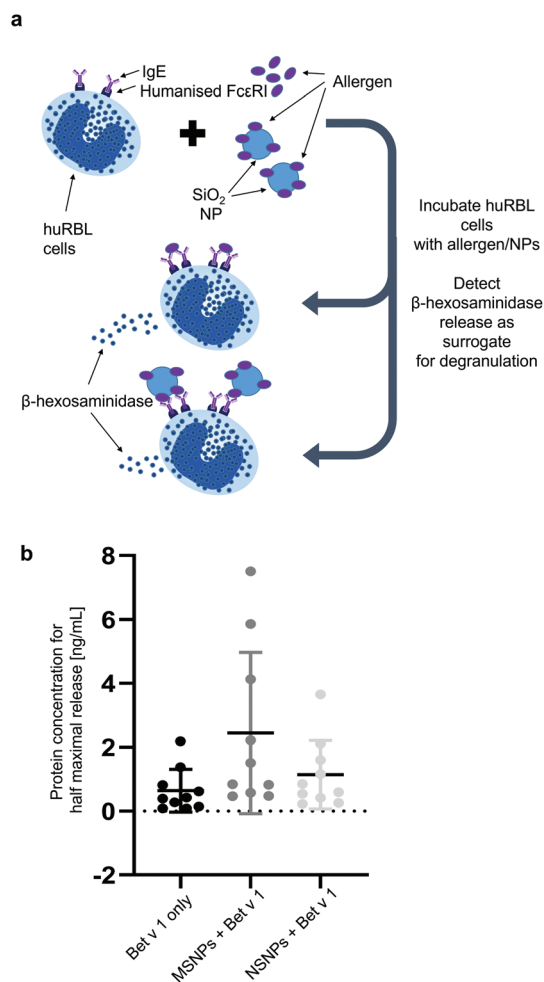 a
IgE
Humanised FcεRI
Allergen
SiO2
NP
huRBL
cells
Incubate huRBL
cells
with allergen/NPs
Detect
β-hexosaminidase
release as
surrogate
for degranulation
β-hexosaminidase
b
Protein concentration for
half maximal release [ng/mL]
8
6
4
2
0
-2
Bet v 1 only
MSNPs + Bet v 1
NSNPs + Bet v 1